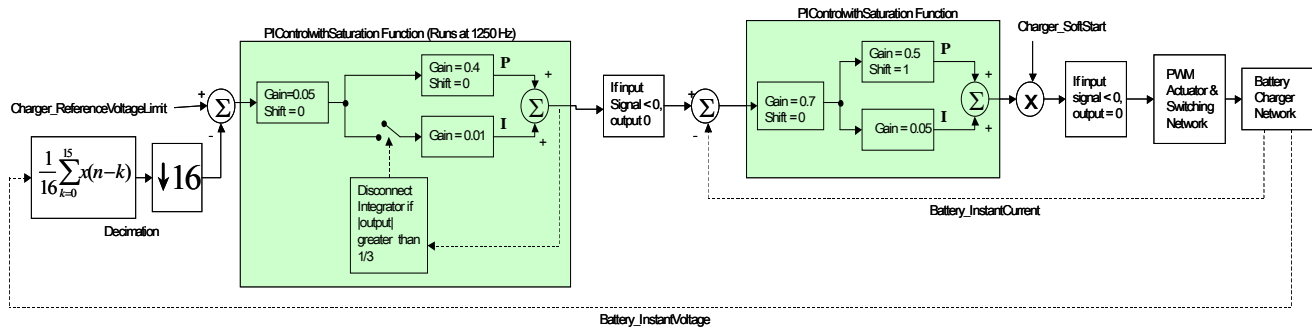 PIControlwithSaturation Function (Runs at 1250 Hz)
Charger_ReferenceVoltageLimit
+
-
Σ
Gain=0.05
Shift = 0
Gain = 0.4
Shift = 0
P
Gain = 0.01
I
+
Σ
+
Disconnect
Integrator if
|output|
greater than
1/3
1/16 Σ k=0 15 x(n−k)
↓16
Decimation
If input
Signal < 0,
output 0
+
Σ
-
PIControlwithSaturation Function
Gain = 0.7
Shift = 0
Gain = 0.5
Shift = 1
P
Gain = 0.05
I
+
Σ
+
Charger_SoftStart
X
If input
signal < 0,
output = 0
PWM
Actuator &
Switching
Network
Battery
Charger
Network
Battery_InstantCurrent
Battery_InstantVoltage